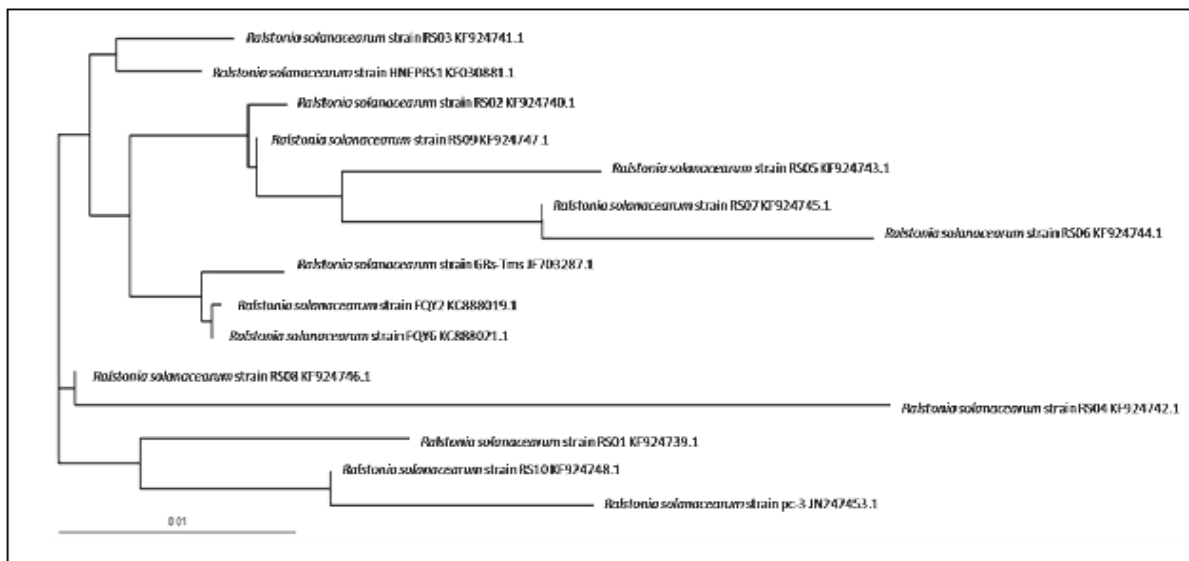 Ralstonia solanacearum strain RS03 KF924741.1
Ralstonia solanacearum strain HNFPRS1 KF030881.1
Ralstonia solanacearum strain RS02 KF924740.1
Ralstonia solanacearum strain RS09 KF924747.1
Ralstonia solanacearum strain RS05 KF924743.1
Ralstonia solanacearum strain RS07 KF924745.1
Ralstonia solanacearum strain RS06 KF924744.1
Ralstonia solanacearum strain GRs-Tms JF703287.1
Ralstonia solanacearum strain FQY2 KC888019.1
Ralstonia solanacearum strain FQY6 KC888021.1
Ralstonia solanacearum strain RS08 KF924746.1
Ralstonia solanacearum strain RS04 KF924742.1
Ralstonia solanacearum strain RS01 KF924739.1
Ralstonia solanacearum strain RS10 KF924748.1
Ralstonia solanacearum strain pc-3 JN247453.1
0.01